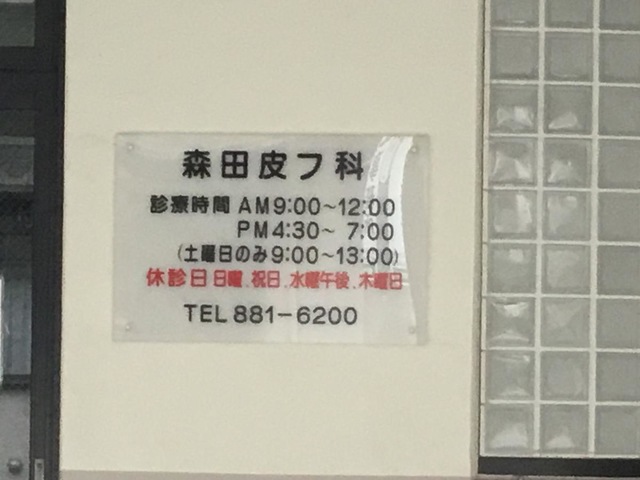 森田皮フ科
診療時間 AM9:00～12:00
PM4:30～ 7:00
(土曜日のみ9:00～13:00)
休診日 日曜、祝日、水曜午後、木曜日
TEL 881-6200